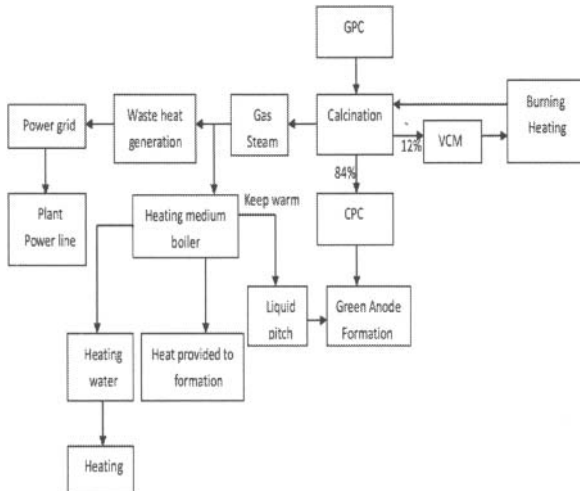 GPC
Burning
Heating
Waste heat
generation
Gas
Steam
Calcination
Power grid
12%
VCM
84%
Plant
Power line
Heating medium
boiler
Keep warm
CPC
Liquid
pitch
Green Anode
Formation
Heating
water
Heat provided to
formation
Heating